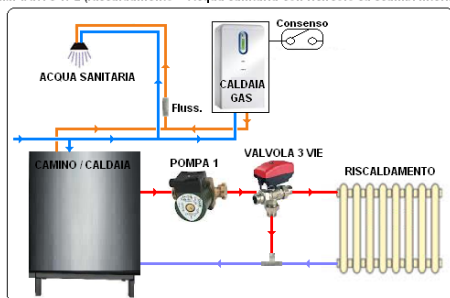 Consenso
ACQUA SANITARIA
CALDAIA
GAS
Fluss.
CAMINO / CALDAIA
POMPA 1
VALVOLA 3 VIE
RISCALDAMENTO